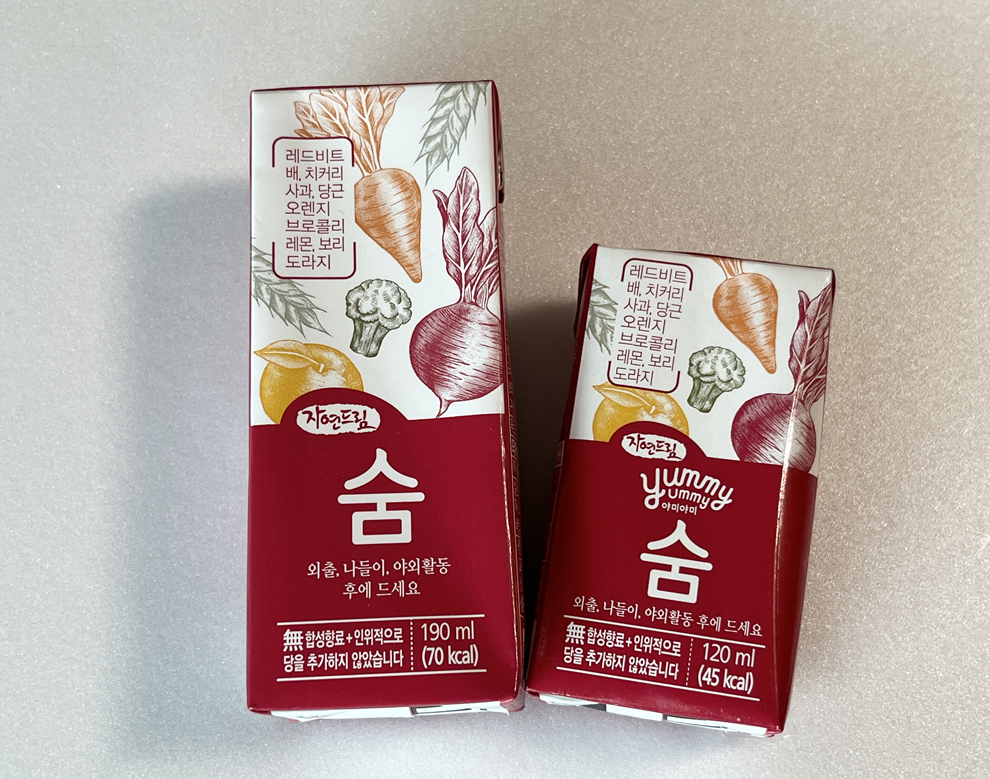 레드비트
배, 치커리
사과, 당근
오렌지
브로콜리
레몬, 보리
도라지
자연드림
숨
외출, 나들이, 야외활동
후에 드세요
無 합성향료+인위적으로
당을 추가하지 않았습니다
190 ml
(70 kcal)
레드비트
배, 치커리
사과, 당근
오렌지
브로콜리
레몬, 보리
도라지
자연드림
yummy
ummy
야미야미
숨
외출, 나들이, 야외활동 후에 드세요
無 합성향료+인위적으로
당을 추가하지 않았습니다
120 ml
(45 kcal)